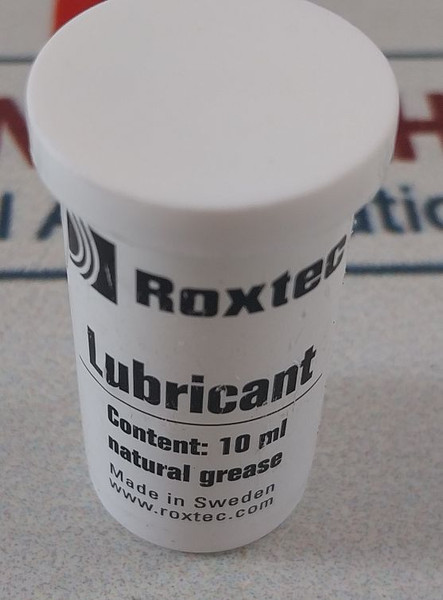 Roxtec
Lubricant
Content: 10 ml
natural grease
Made in Sweden
www.roxtec.com